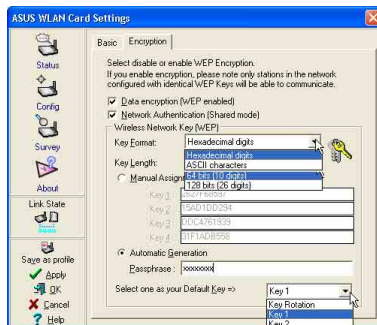 ASUS WLAN Card Settings
Status
Config
Survey
About
Link State
Save as profile
Apply
OK
Cancel
Help
Basic
Encryption
Select disable or enable WEP Encryption.
If you enable encryption, please note only stations in the network
configured with identical WEP Keys will be able to communicate.
Data encryption (WEP enabled)
Network Authentication (Shared mode)
Wireless Network Key (WEP)
Key Format: Hexadecimal digits
Hexadecimal digits
ASCII characters
Key Length: 64 bits (10 digits)
128 bits (26 digits)
Manual Assign
Key 1
Key 2 15AD1DD294
Key 3 DDC4761939
Key 4 31F1ADB558
Automatic Generation
Passphrase: xxxxxxxx
Select one as your Default Key => Key 1
Key Rotation
Key 1
Key 2